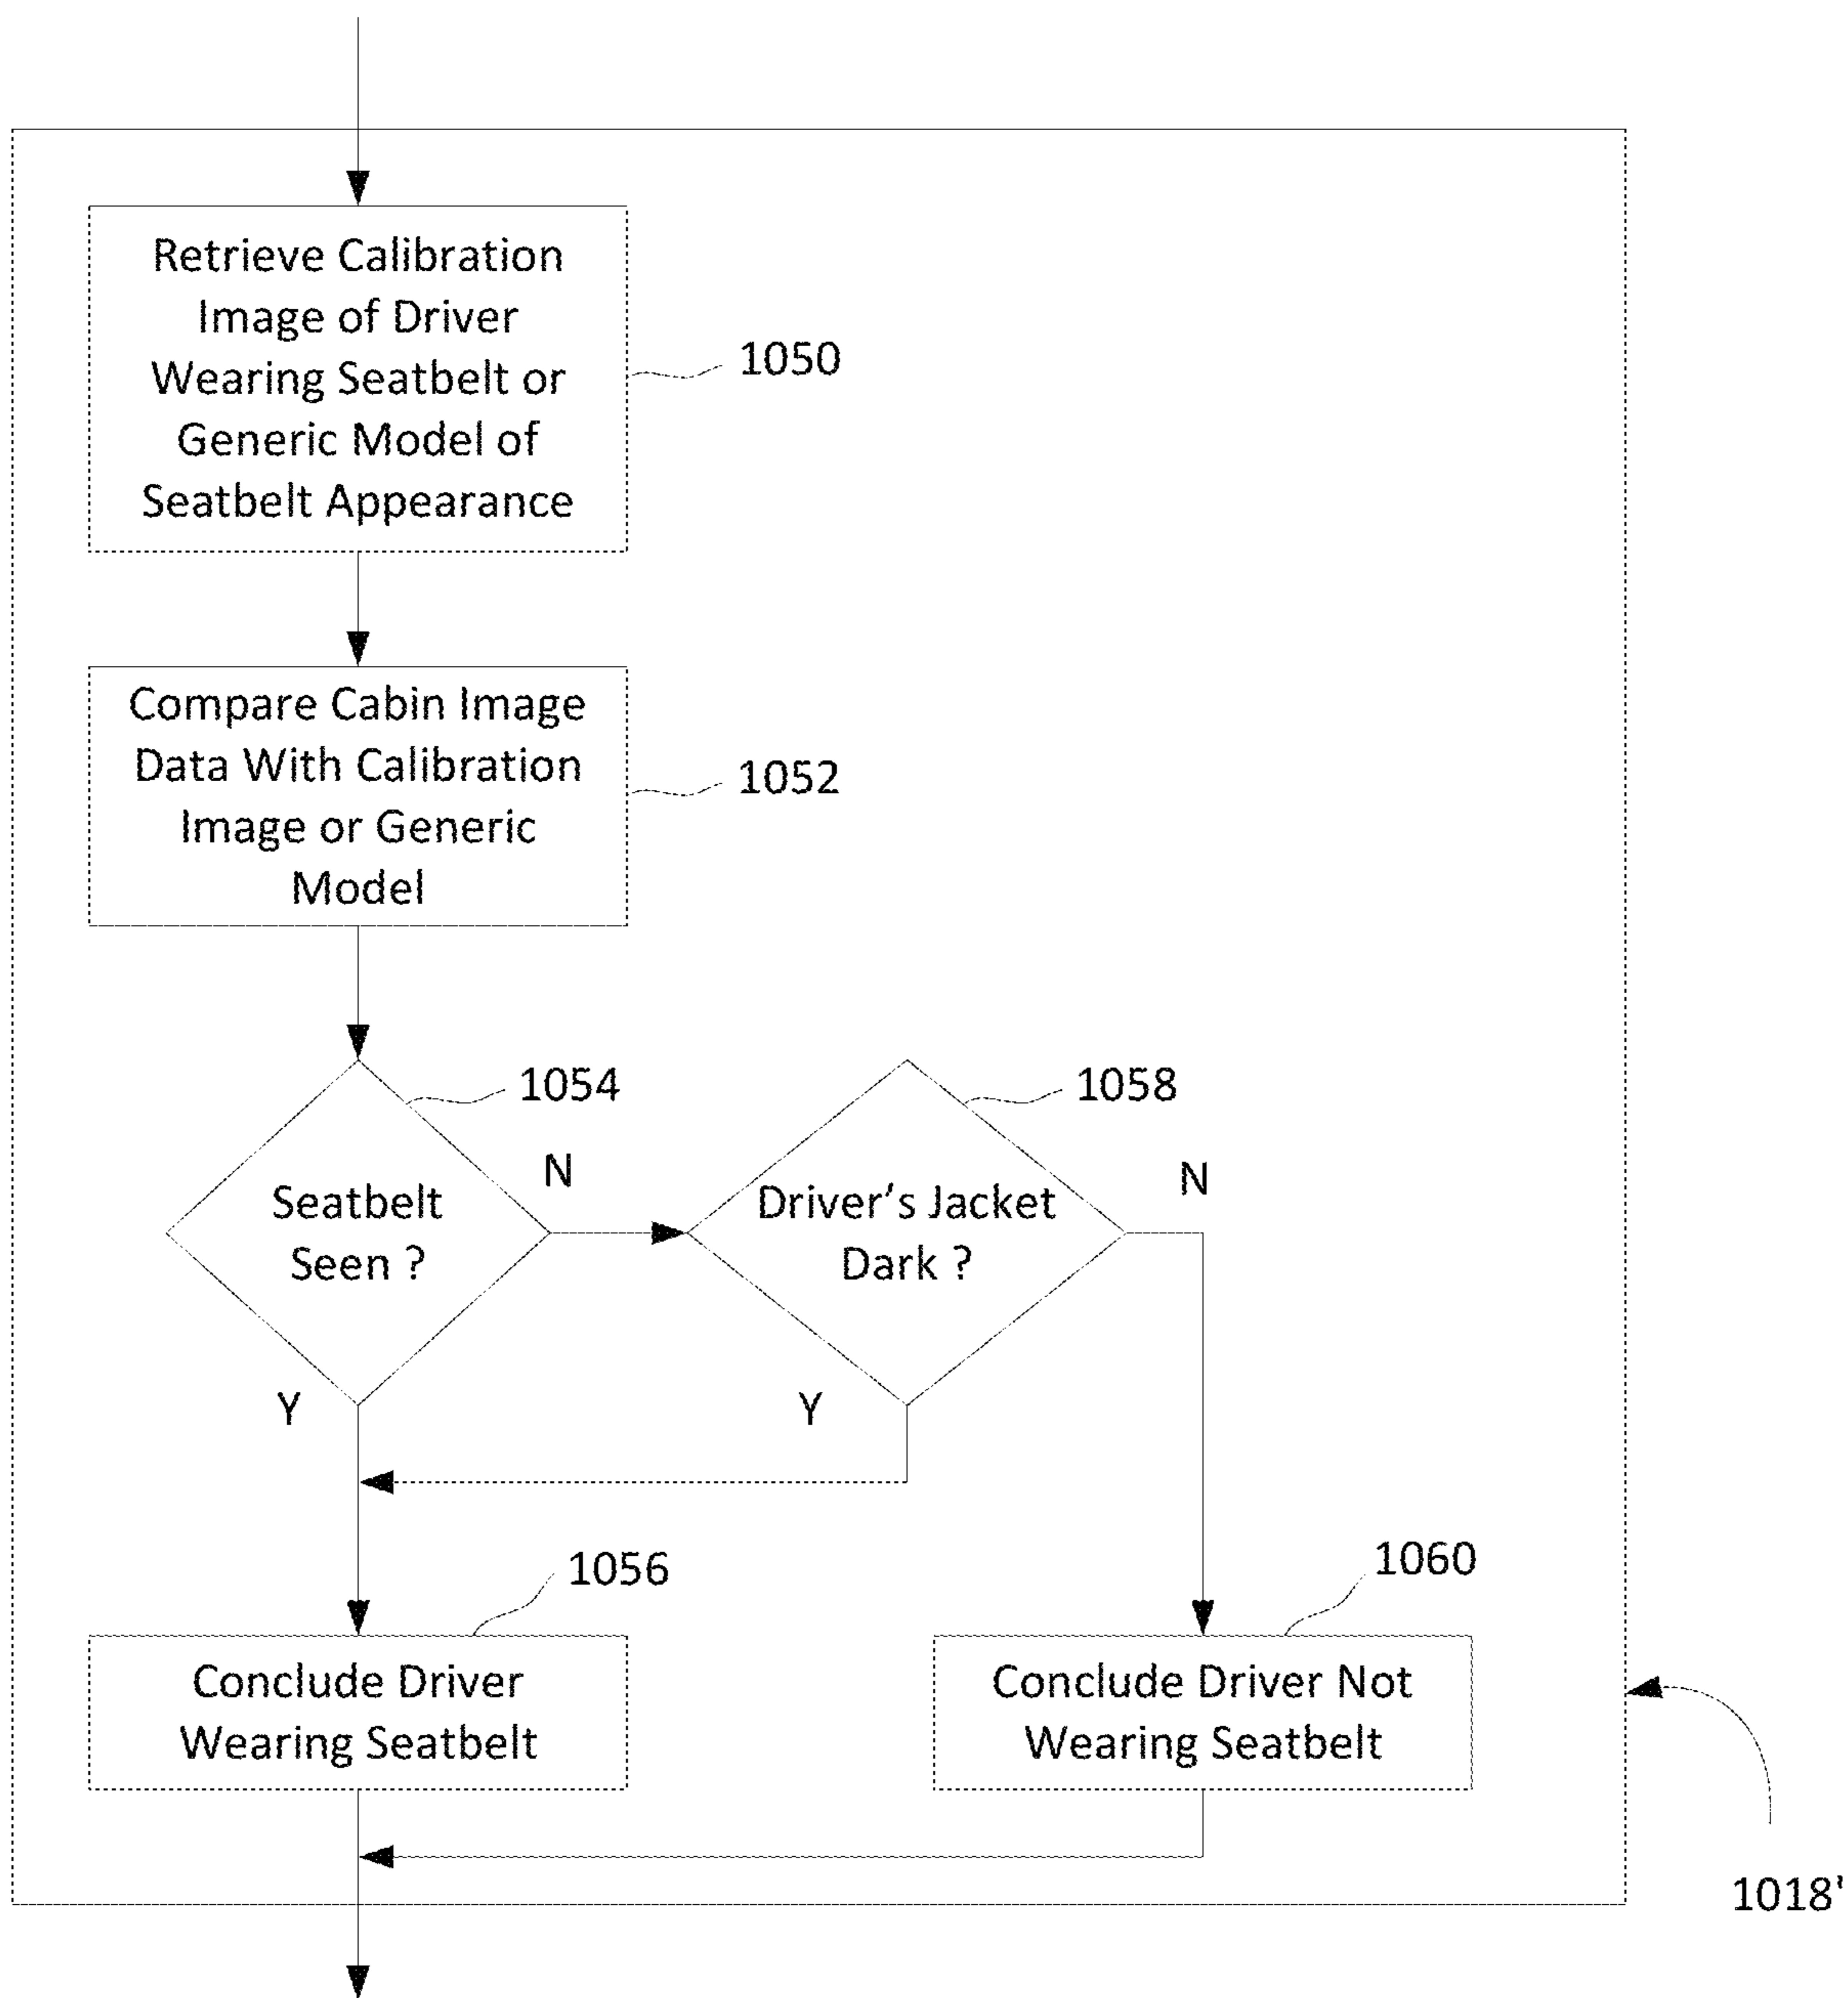 Retrieve Calibration
Image of Driver
Wearing Seatbelt or
Generic Model of
Seatbelt Appearance
1050
Compare Cabin Image
Data With Calibration
Image or Generic
Model
1052
1054
Seatbelt
Seen ?
N
Y
1058
Driver's Jacket
Dark ?
N
Y
1056
Conclude Driver
Wearing Seatbelt
1060
Conclude Driver Not
Wearing Seatbelt
1018'